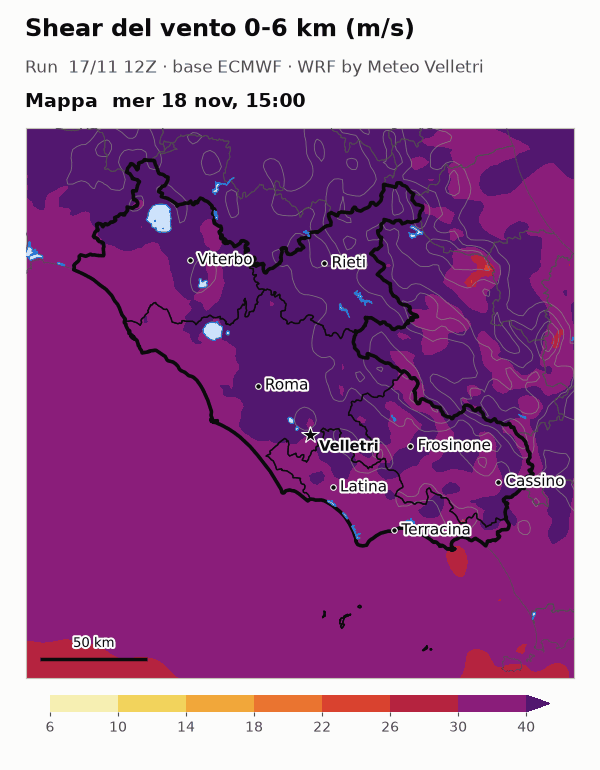 Shear del vento 0-6 km (m/s)
Run  17/11 12Z · base ECMWF · WRF by Meteo Velletri
Mappa  mer 18 nov, 15:00
Viterbo
Rieti
Roma
Velletri
Frosinone
Cassino
Latina
Terracina
50 km
6 10 14 18 22 26 30 40